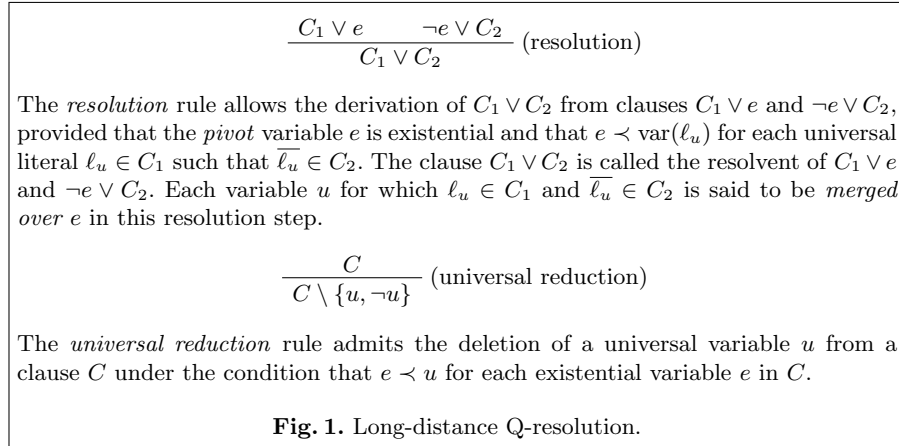 C₁ ∨ e  ¬e ∨ C₂ (resolution)
C₁ ∨ C₂
The resolution rule allows the derivation of C₁ ∨ C₂ from clauses C₁ ∨ e and ¬e ∨ C₂,
provided that the pivot variable e is existential and that e ≺ var(ℓᵤ) for each universal
literal ℓᵤ ∈ C₁ such that \overline{ℓᵤ} ∈ C₂. The clause C₁ ∨ C₂ is called the resolvent of C₁ ∨ e
and ¬e ∨ C₂. Each variable u for which ℓᵤ ∈ C₁ and \overline{ℓᵤ} ∈ C₂ is said to be merged
over e in this resolution step.
C (universal reduction)
C \ {u, ¬u}
The universal reduction rule admits the deletion of a universal variable u from a
clause C under the condition that e ≺ u for each existential variable e in C.
Fig. 1. Long-distance Q-resolution.